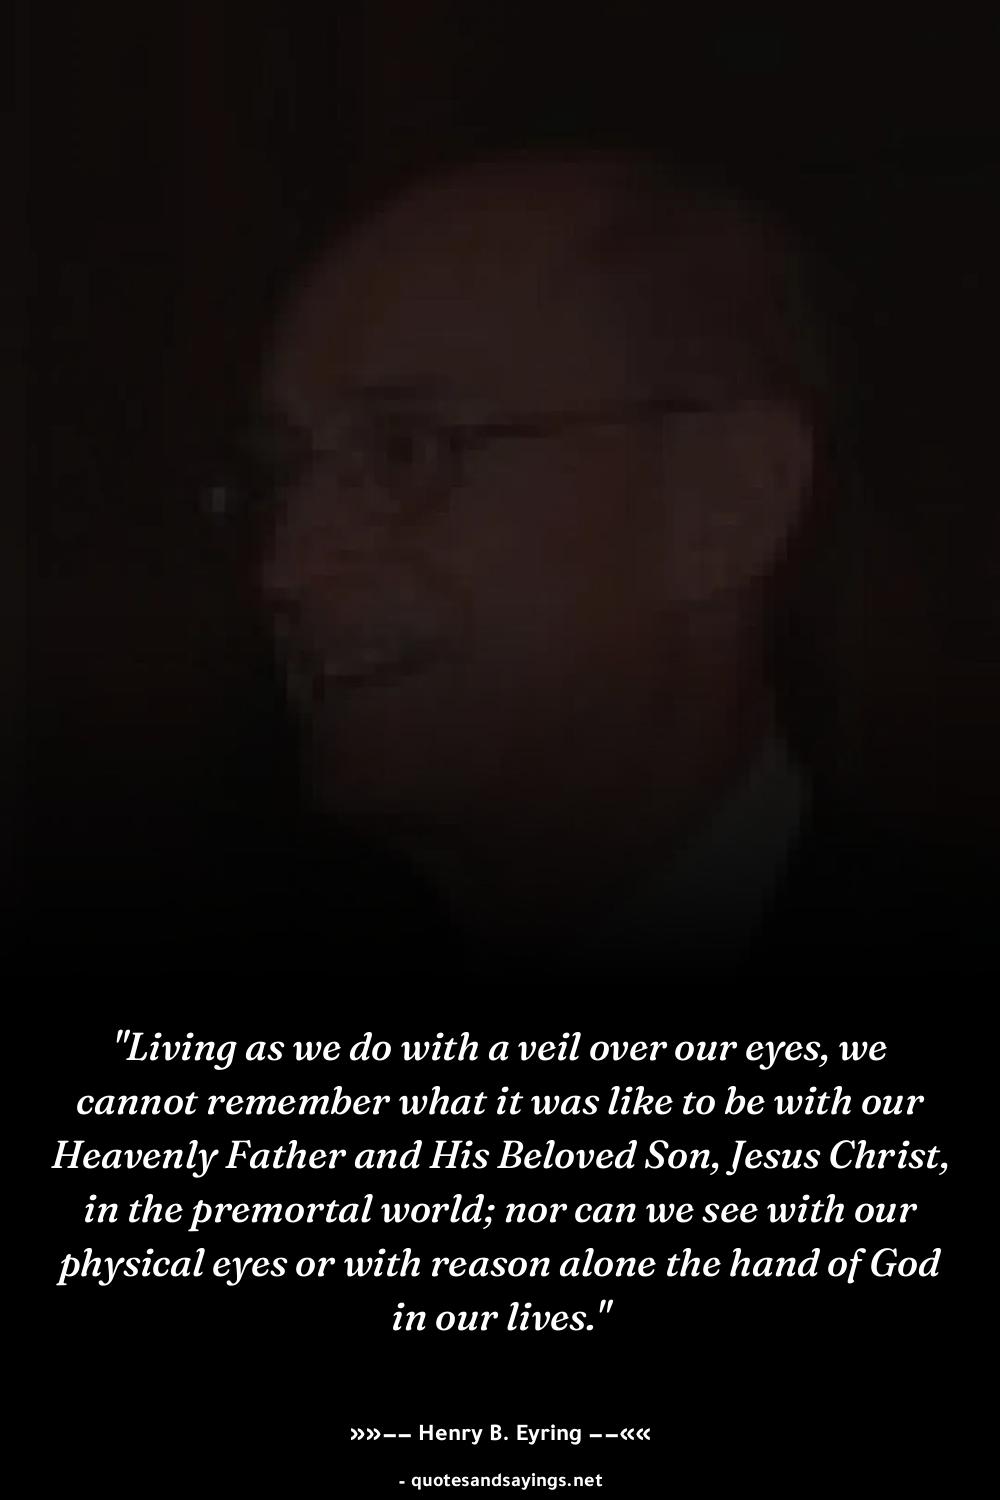 "Living as we do with a veil over our eyes, we
cannot remember what it was like to be with our
Heavenly Father and His Beloved Son, Jesus Christ,
in the premortal world; nor can we see with our
physical eyes or with reason alone the hand of God
in our lives."
»»−− Henry B. Eyring −−««
- quotesandsayings.net